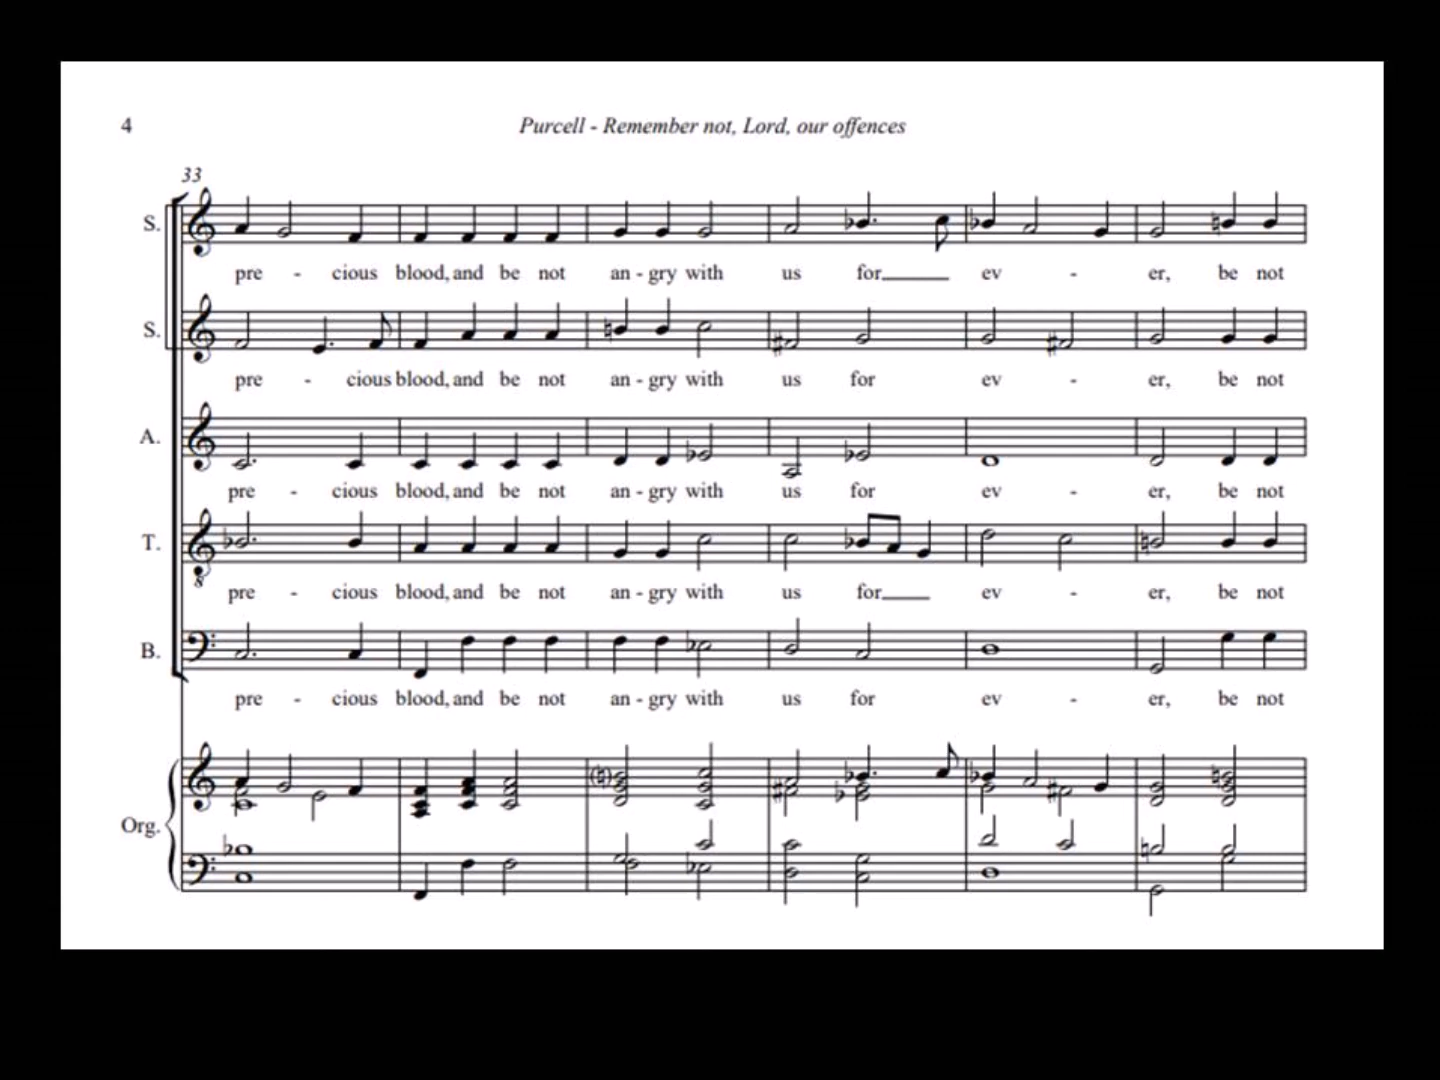 4
Purcell - Remember not, Lord, our offences
33
S.
pre - cious blood, and be not an - gry with us for ev - er, be not
S.
pre - cious blood, and be not an - gry with us for ev - er, be not
A.
pre - cious blood, and be not an - gry with us for ev - er, be not
T.
8
pre - cious blood, and be not an - gry with us for ev - er, be not
B.
pre - cious blood, and be not an - gry with us for ev - er, be not
Org.